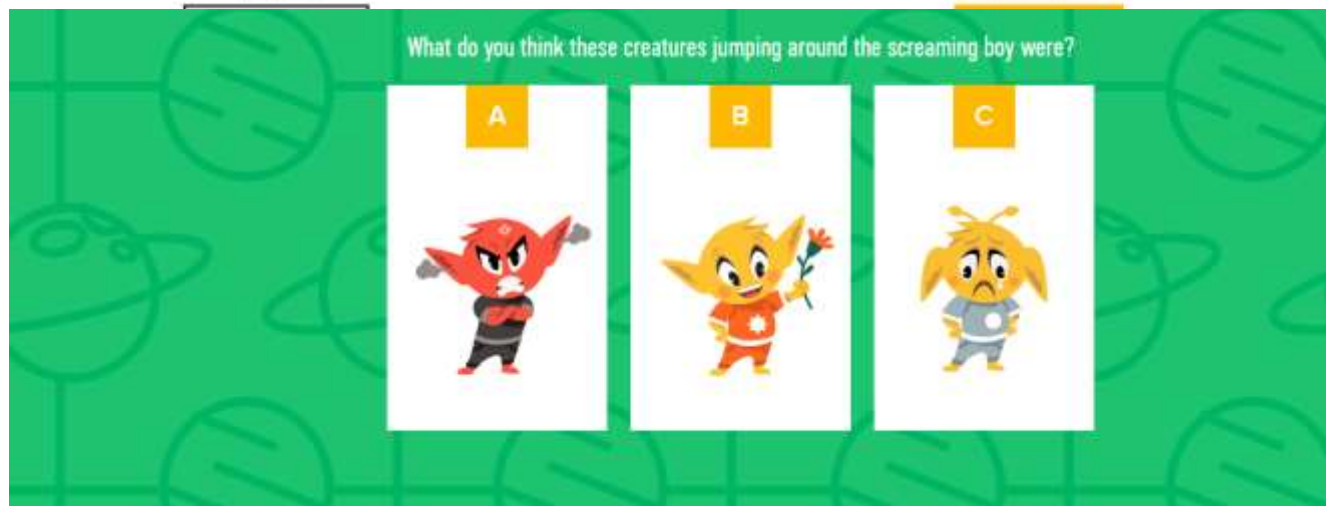 What do you think these creatures jumping around the screaming boy were?
A
B
C